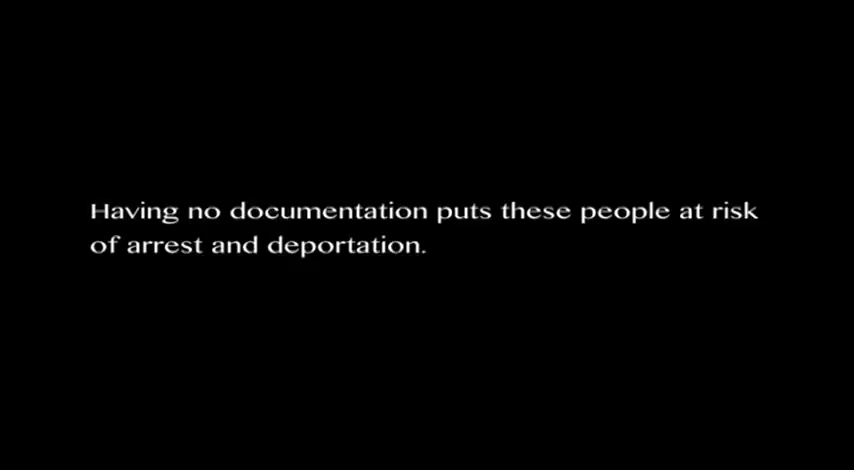 Having no documentation puts these people at risk
of arrest and deportation.